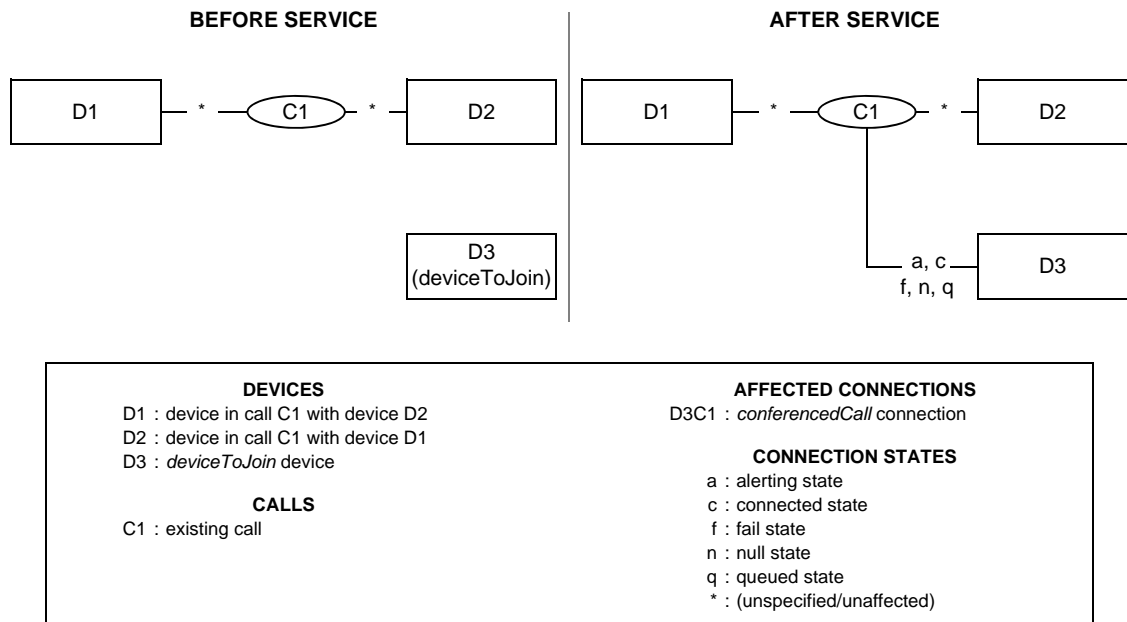 BEFORE SERVICE
D1
*
C1
*
D2
D3
(deviceToJoin)
AFTER SERVICE
D1
*
C1
*
D2
a, c
f, n, q
D3
DEVICES
D1 : device in call C1 with device D2
D2 : device in call C1 with device D1
D3 : deviceToJoin device
CALLS
C1 : existing call
AFFECTED CONNECTIONS
D3C1 : conferencedCall connection
CONNECTION STATES
a : alerting state
c : connected state
f : fail state
n : null state
q : queued state
* : (unspecified/unaffected)